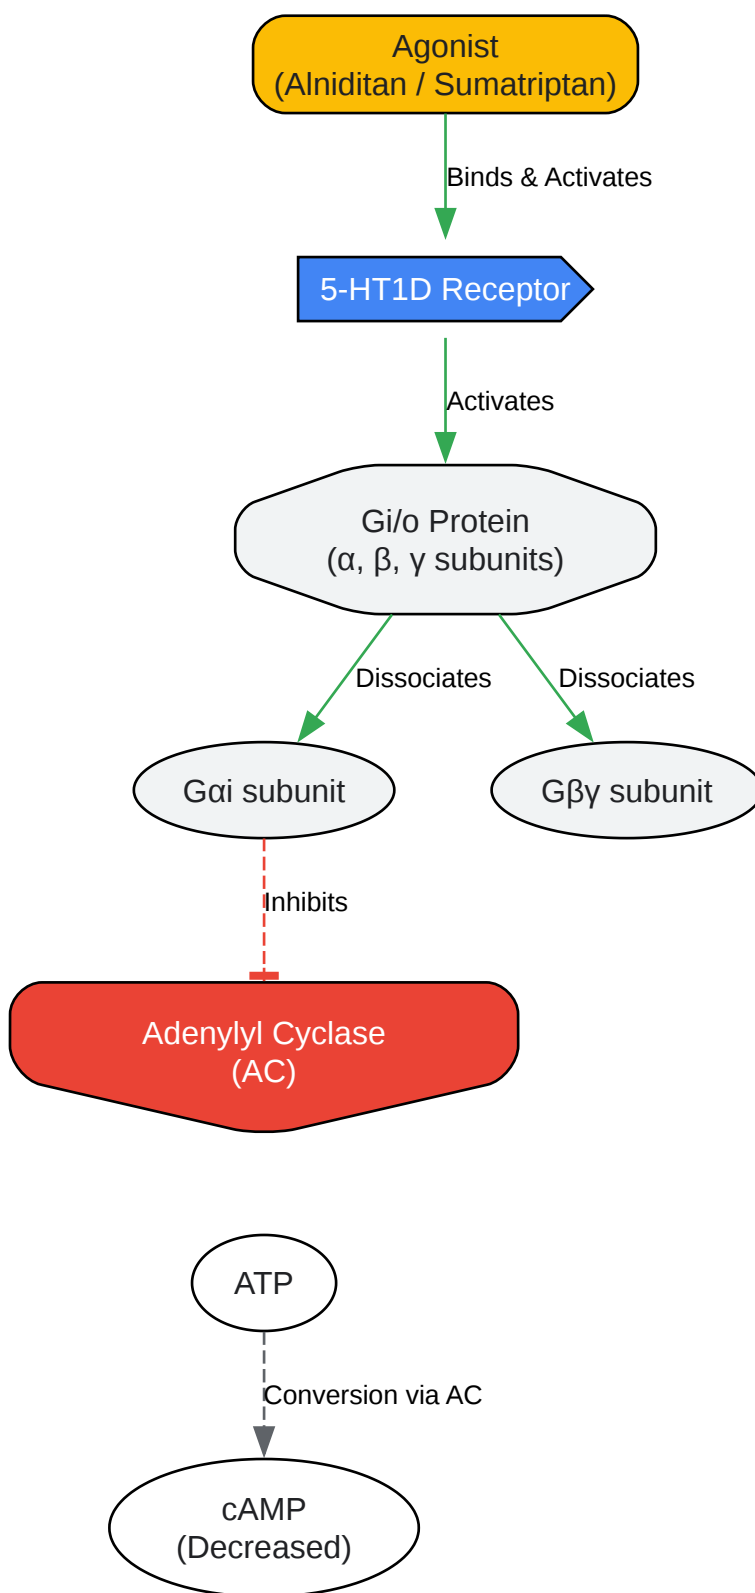 Agonist
(Alniditan / Sumatriptan)
Binds & Activates
5-HT1D Receptor
Activates
Gi/o Protein
(α, β, γ subunits)
Dissociates
Dissociates
Gαi subunit
Gβγ subunit
Inhibits
Adenylyl Cyclase
(AC)
ATP
Conversion via AC
cAMP
(Decreased)